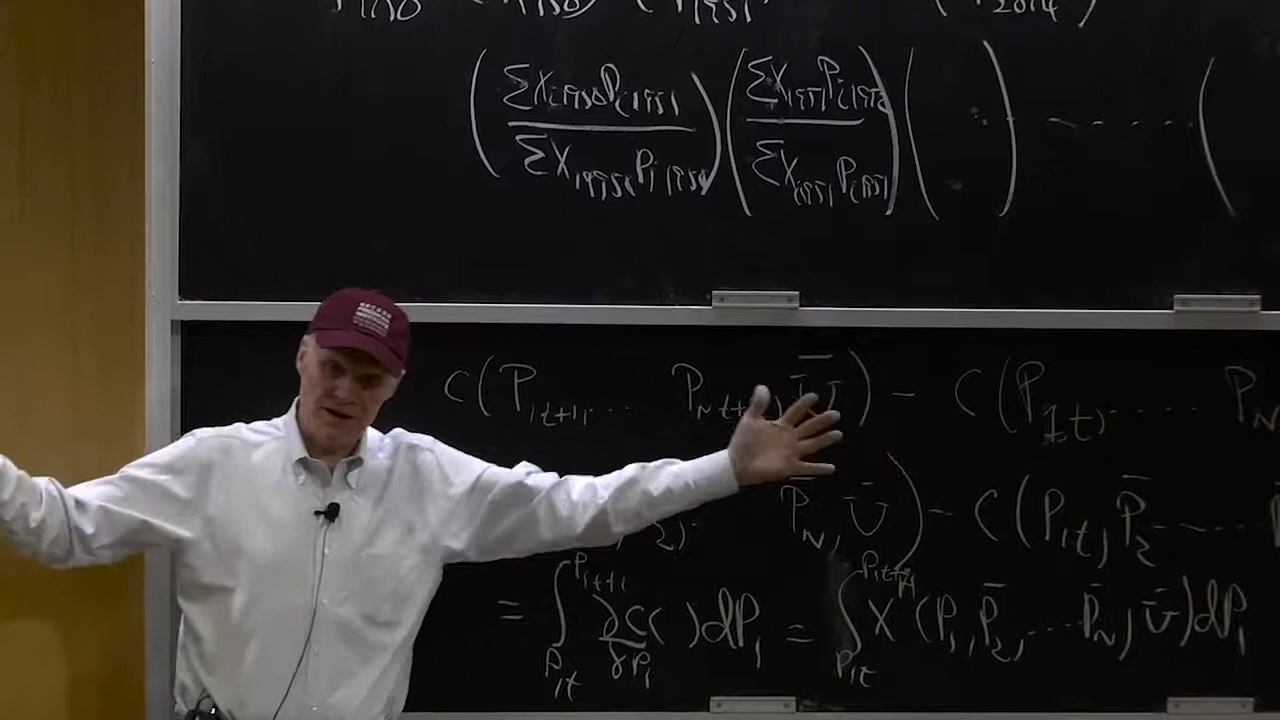 (ΣX_{i1950}P_{i1951} / ΣX_{i1950}P_{i1950}) (ΣX_{i1951}P_{i1952} / ΣX_{i1951}P_{i1951}) ( ) ----- (
C(P_{1t+1}, .... P_{Nt+1}, Ū) - C(P_{1t}, .... P_N
P̄_N, Ū) - C(P_{1t}, P̄_2 ....
= ∫_{P_{1t}}^{P_{1t+1}} ∂C( )/∂P_1 dP_1 = ∫_{P_{1t}}^{P_{1t+1}} X^H(P_1, P̄_2, ... P̄_N, Ū) dP_1